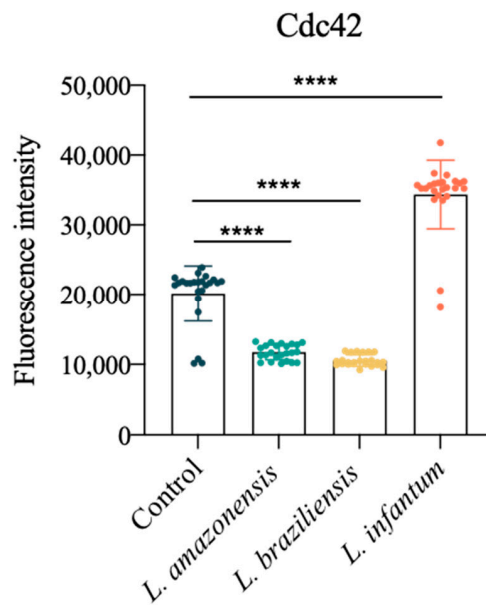 Cdc42
Fluorescence intensity
50,000
40,000
30,000
20,000
10,000
0
****
****
****
Control
L. amazonensis
L. braziliensis
L. infantum